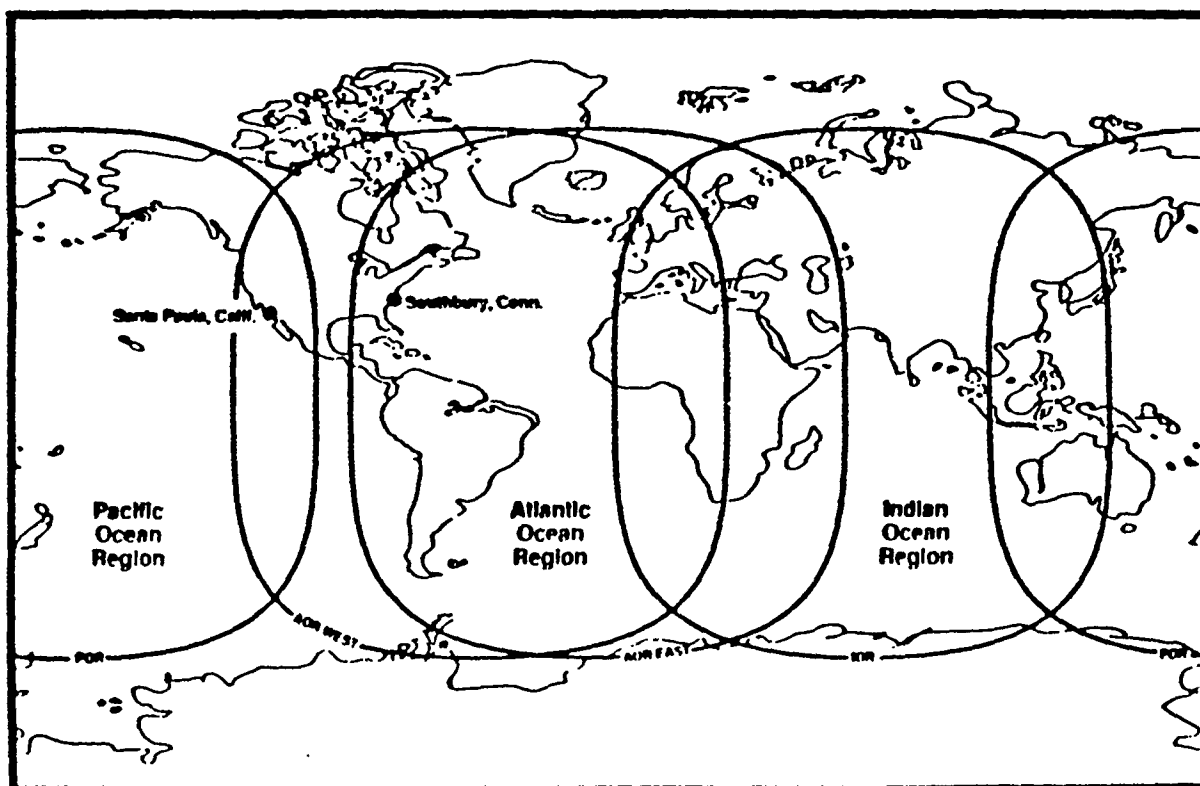 Santa Paula, Calif.
Southbury, Conn.
Pacific
Ocean
Region
Atlantic
Ocean
Region
Indian
Ocean
Region
POR
AOR WEST
AOR EAST
IOR
POR